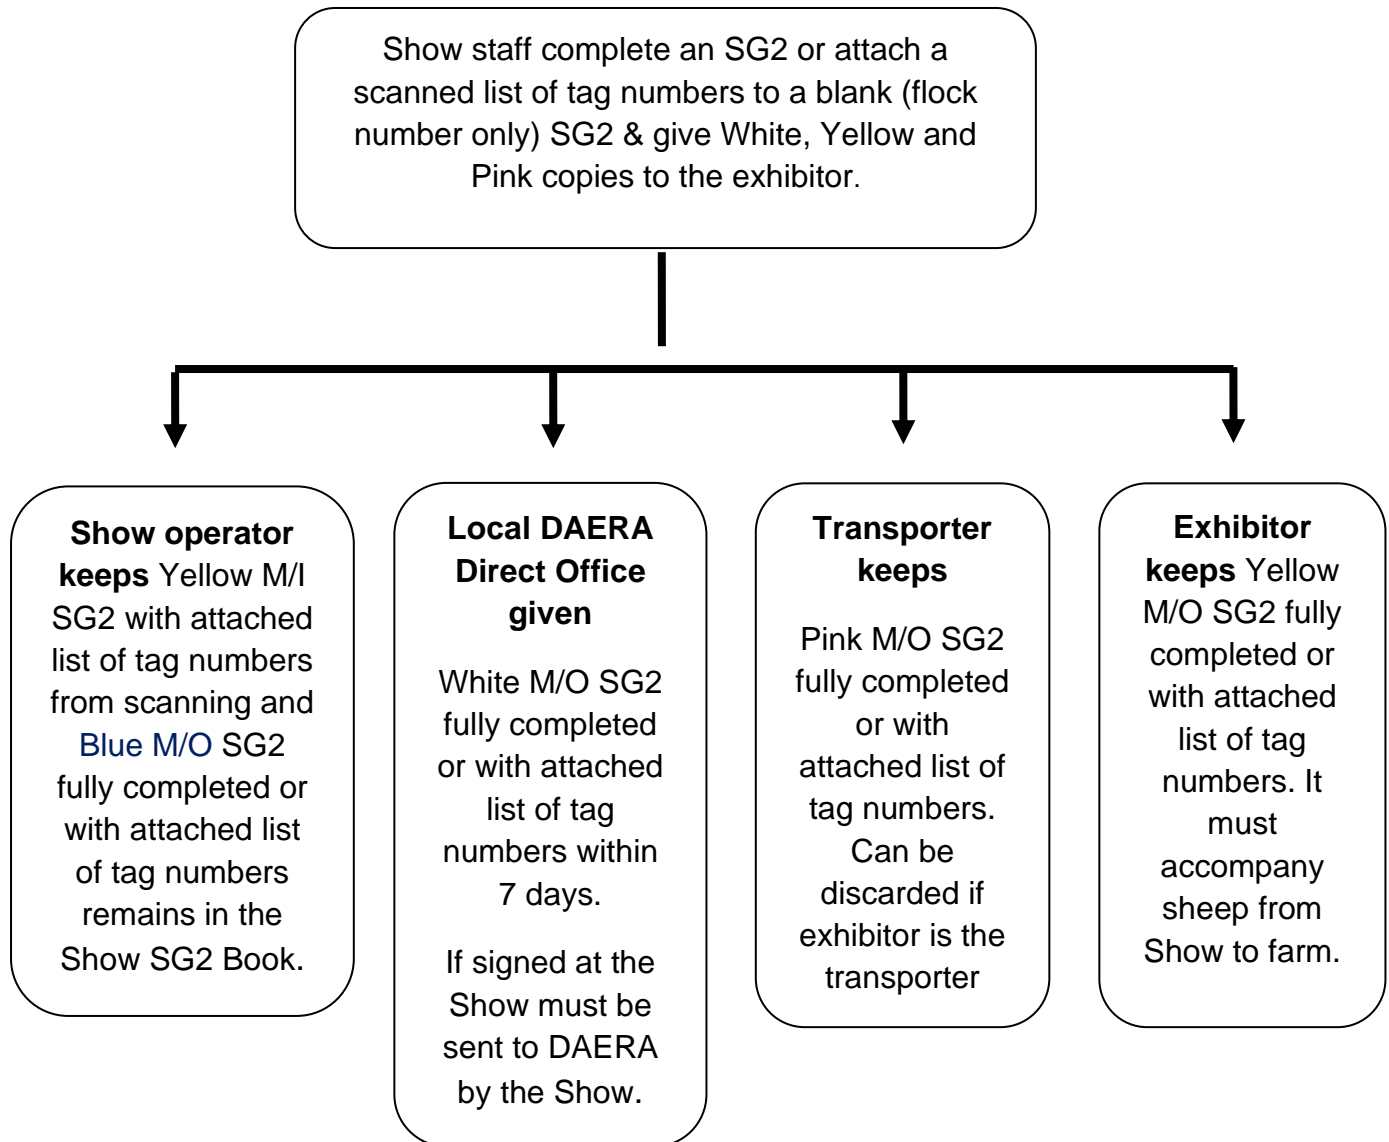 Show staff complete an SG2 or attach a
scanned list of tag numbers to a blank (flock
number only) SG2 & give White, Yellow and
Pink copies to the exhibitor.
Show operator
keeps Yellow M/I
SG2 with attached
list of tag numbers
from scanning and
Blue M/O SG2
fully completed or
with attached list
of tag numbers
remains in the
Show SG2 Book.
Local DAERA
Direct Office
given
White M/O SG2
fully completed
or with attached
list of tag
numbers within
7 days.
If signed at the
Show must be
sent to DAERA
by the Show.
Transporter
keeps
Pink M/O SG2
fully completed
or with
attached list of
tag numbers.
Can be
discarded if
exhibitor is the
transporter
Exhibitor
keeps Yellow
M/O SG2 fully
completed or
with attached
list of tag
numbers. It
must
accompany
sheep from
Show to farm.